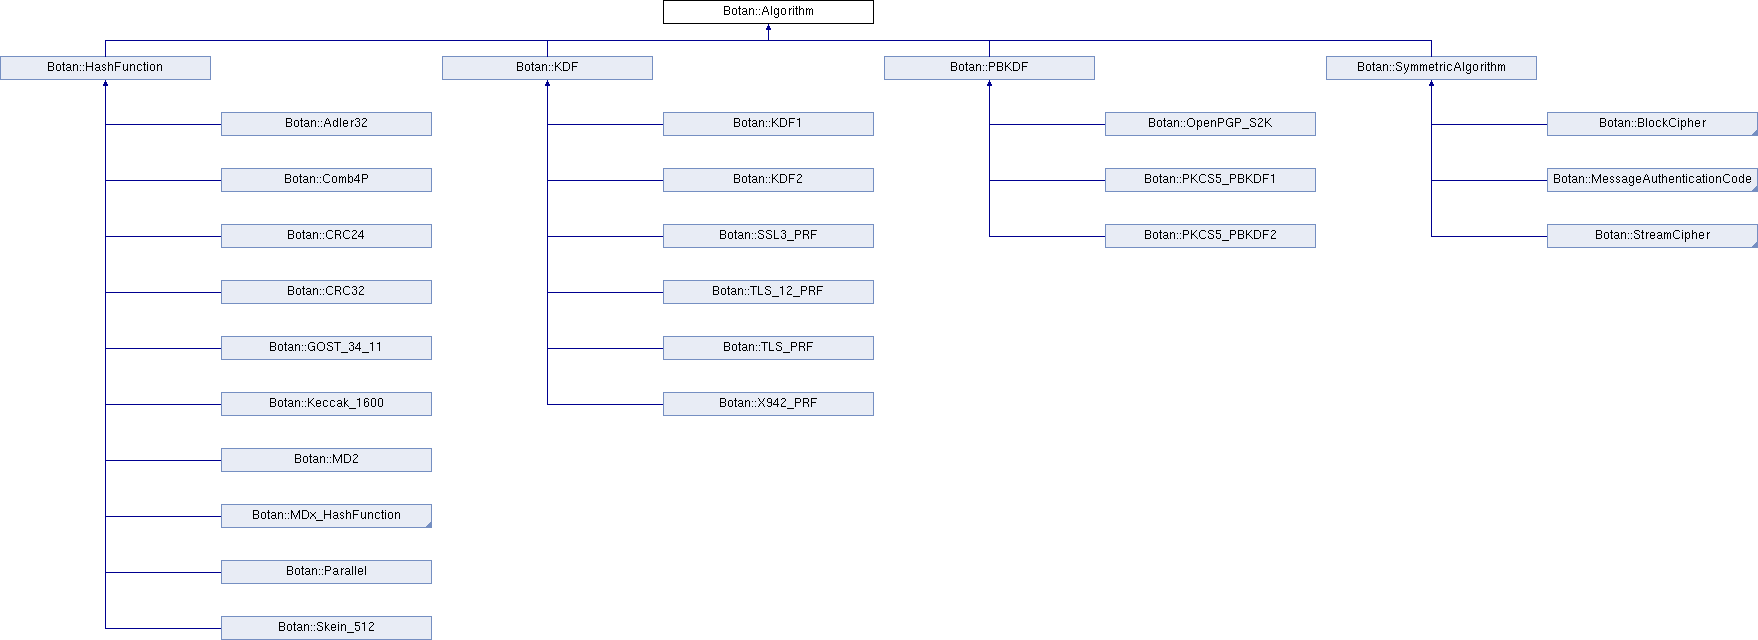 Botan::Algorithm
Botan::HashFunction
Botan::KDF
Botan::PBKDF
Botan::SymmetricAlgorithm
Botan::Adler32
Botan::KDF1
Botan::OpenPGP_S2K
Botan::BlockCipher
Botan::Comb4P
Botan::KDF2
Botan::PKCS5_PBKDF1
Botan::MessageAuthenticationCode
Botan::CRC24
Botan::SSL3_PRF
Botan::PKCS5_PBKDF2
Botan::StreamCipher
Botan::CRC32
Botan::TLS_12_PRF
Botan::GOST_34_11
Botan::TLS_PRF
Botan::Keccak_1600
Botan::X942_PRF
Botan::MD2
Botan::MDx_HashFunction
Botan::Parallel
Botan::Skein_512